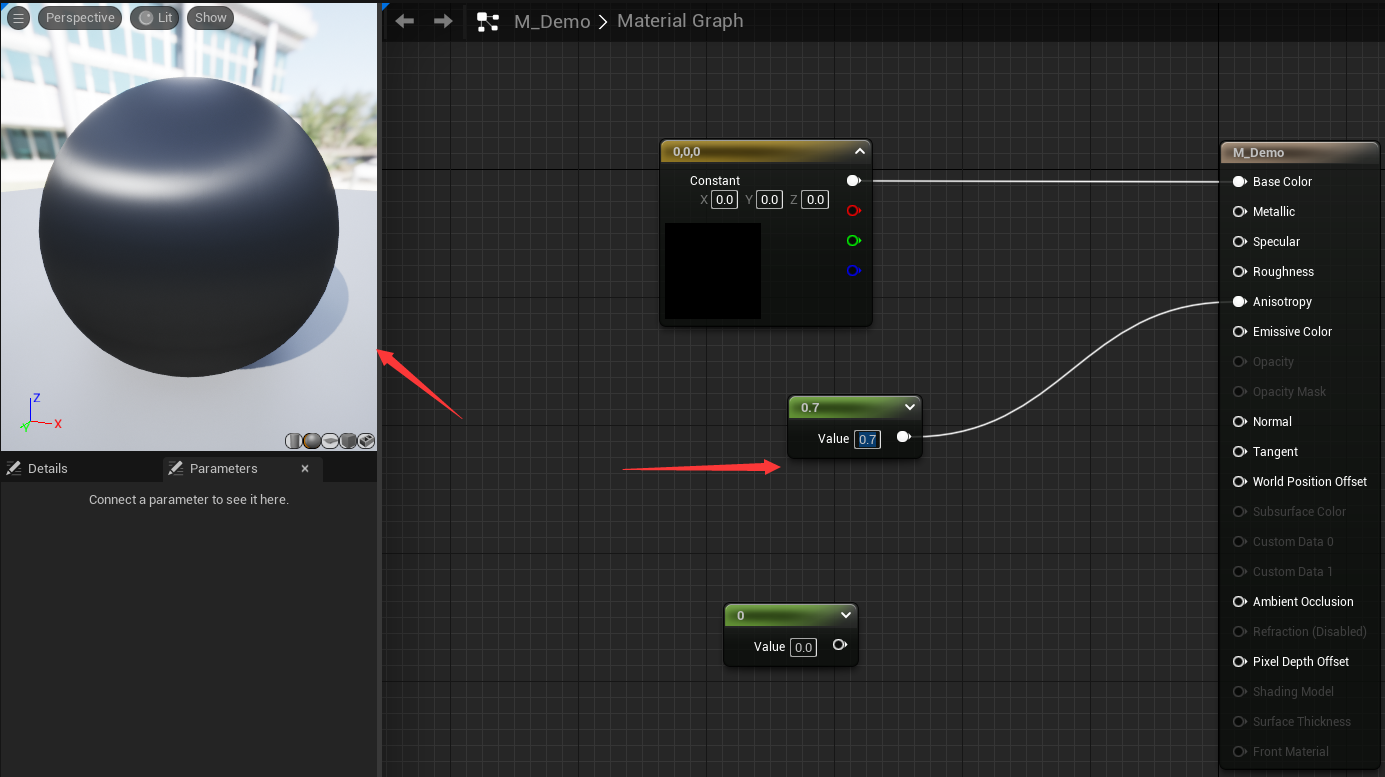 Perspective Lit Show
M_Demo > Material Graph
0,0,0
Constant
X 0.0 Y 0.0 Z 0.0
0.7
Value 0.7
0
Value 0.0
M_Demo
Base Color
Metallic
Specular
Roughness
Anisotropy
Emissive Color
Opacity
Opacity Mask
Normal
Tangent
World Position Offset
Subsurface Color
Custom Data 0
Custom Data 1
Ambient Occlusion
Refraction (Disabled)
Pixel Depth Offset
Shading Model
Surface Thickness
Front Material
Z
X
Y
Details Parameters ×
Connect a parameter to see it here.